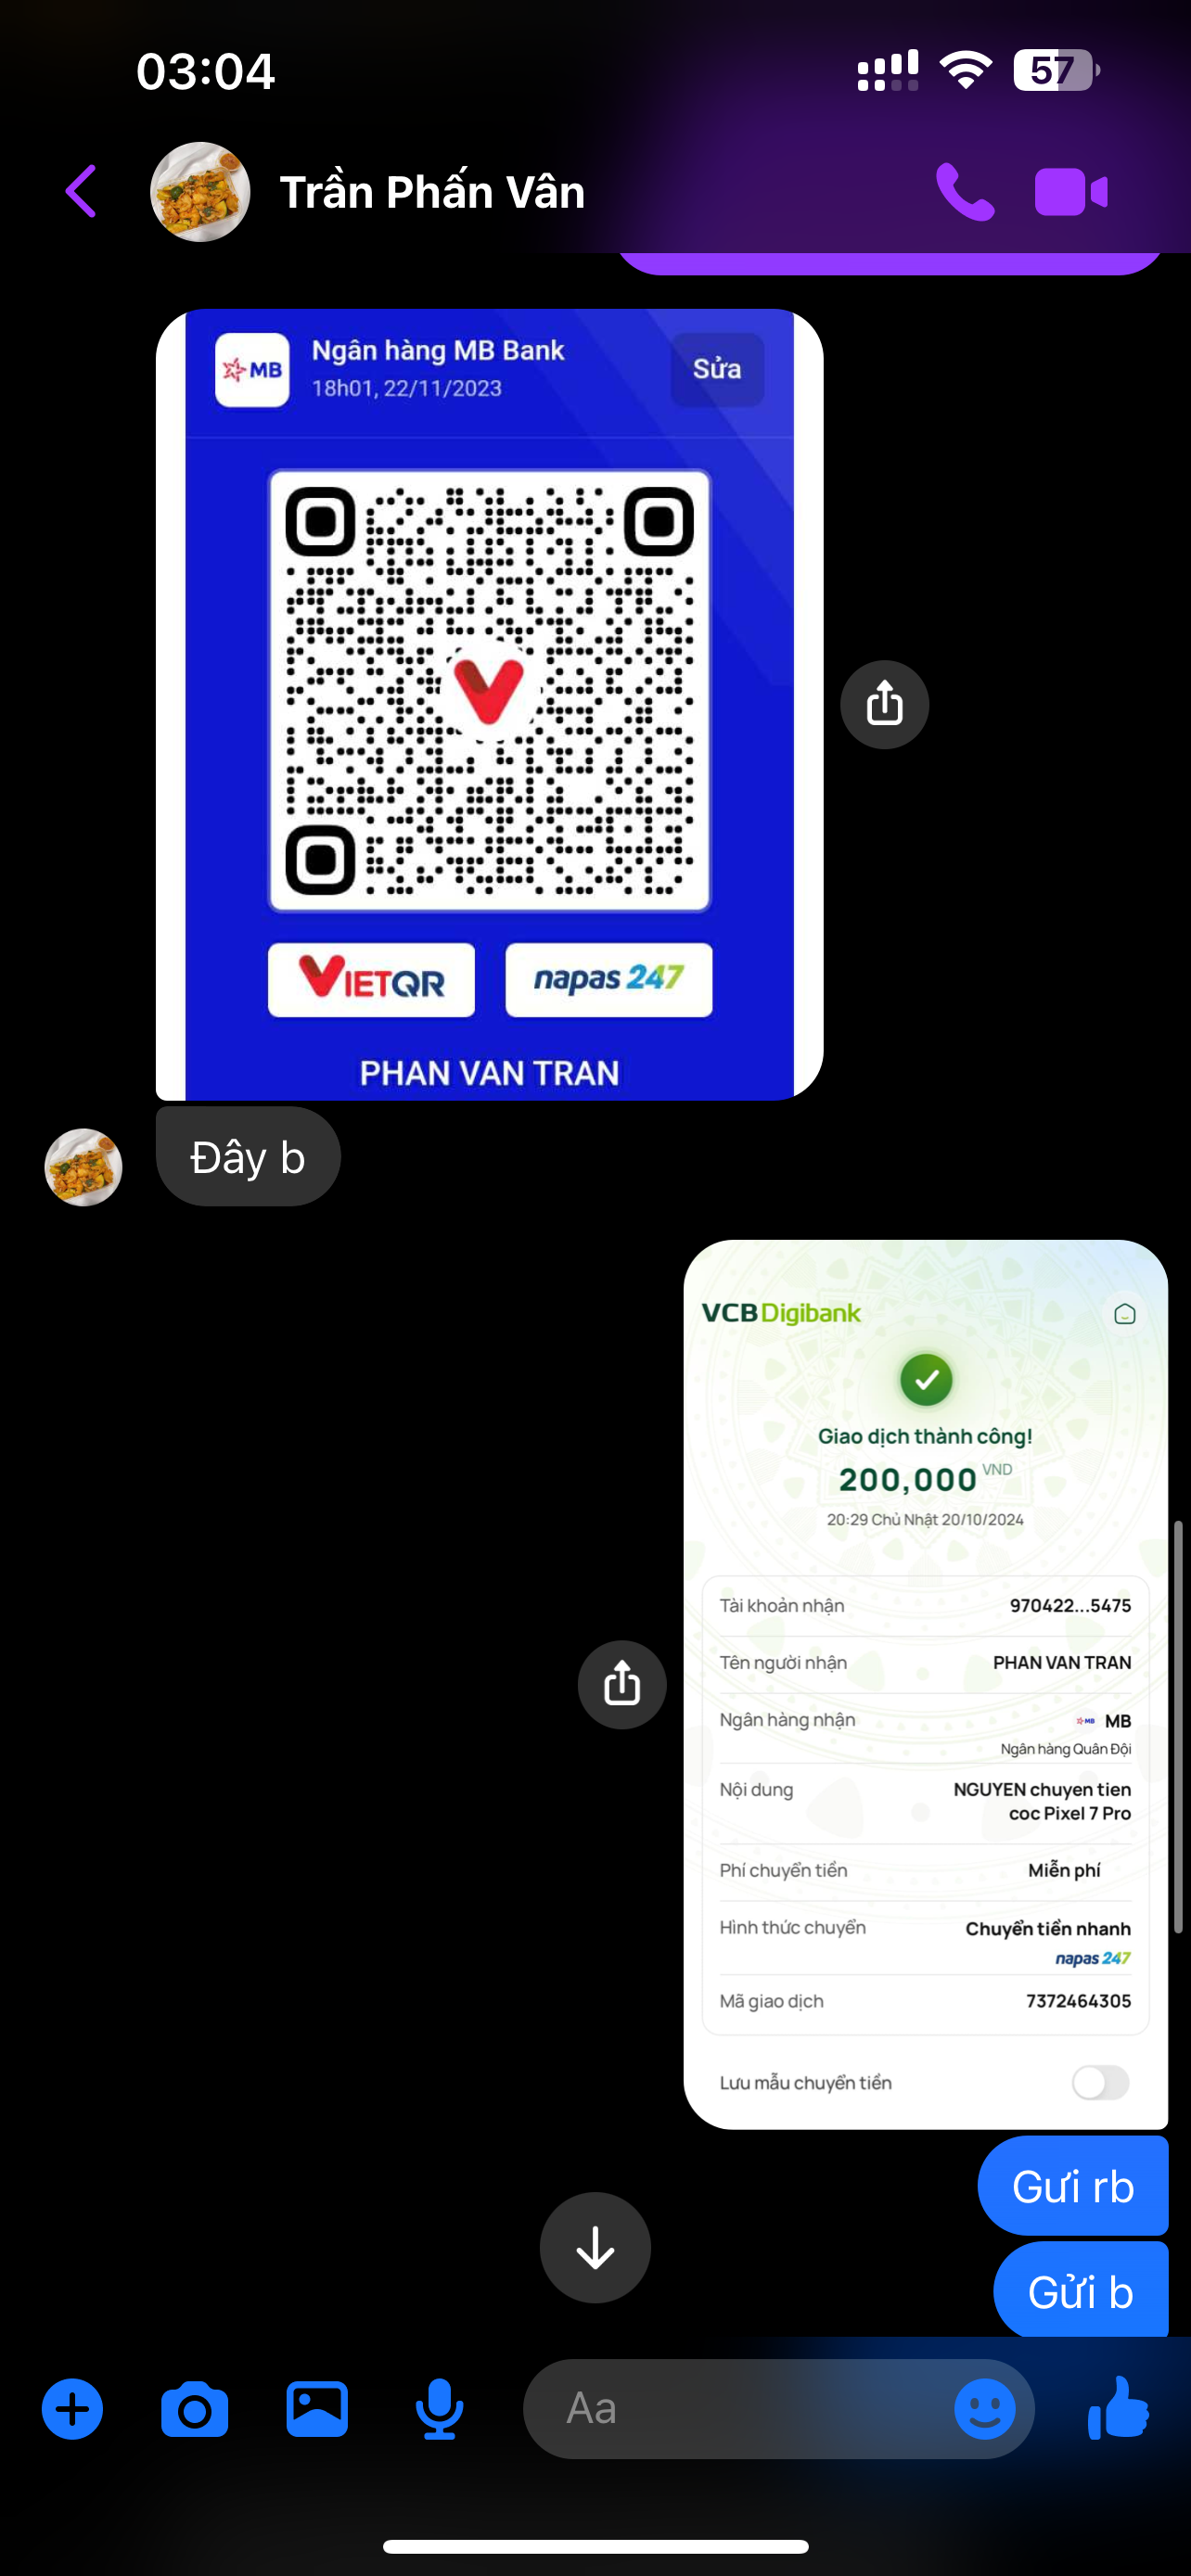 03:04
57
Trần Phấn Vân
MB
Ngân hàng MB Bank
18h01, 22/11/2023
Sửa
VIETQR
napas 247
PHAN VAN TRAN
Đây b
VCB Digibank
Giao dịch thành công!
200,000 VND
20:29 Chủ Nhật 20/10/2024
Tài khoản nhận 970422...5475
Tên người nhận PHAN VAN TRAN
Ngân hàng nhận MB MB
Ngân hàng Quân Đội
Nội dung NGUYEN chuyen tien
coc Pixel 7 Pro
Phí chuyển tiền Miễn phí
Hình thức chuyển Chuyển tiền nhanh
napas 247
Mã giao dịch 7372464305
Lưu mẫu chuyển tiền
Gưi rb
Gửi b
Aa